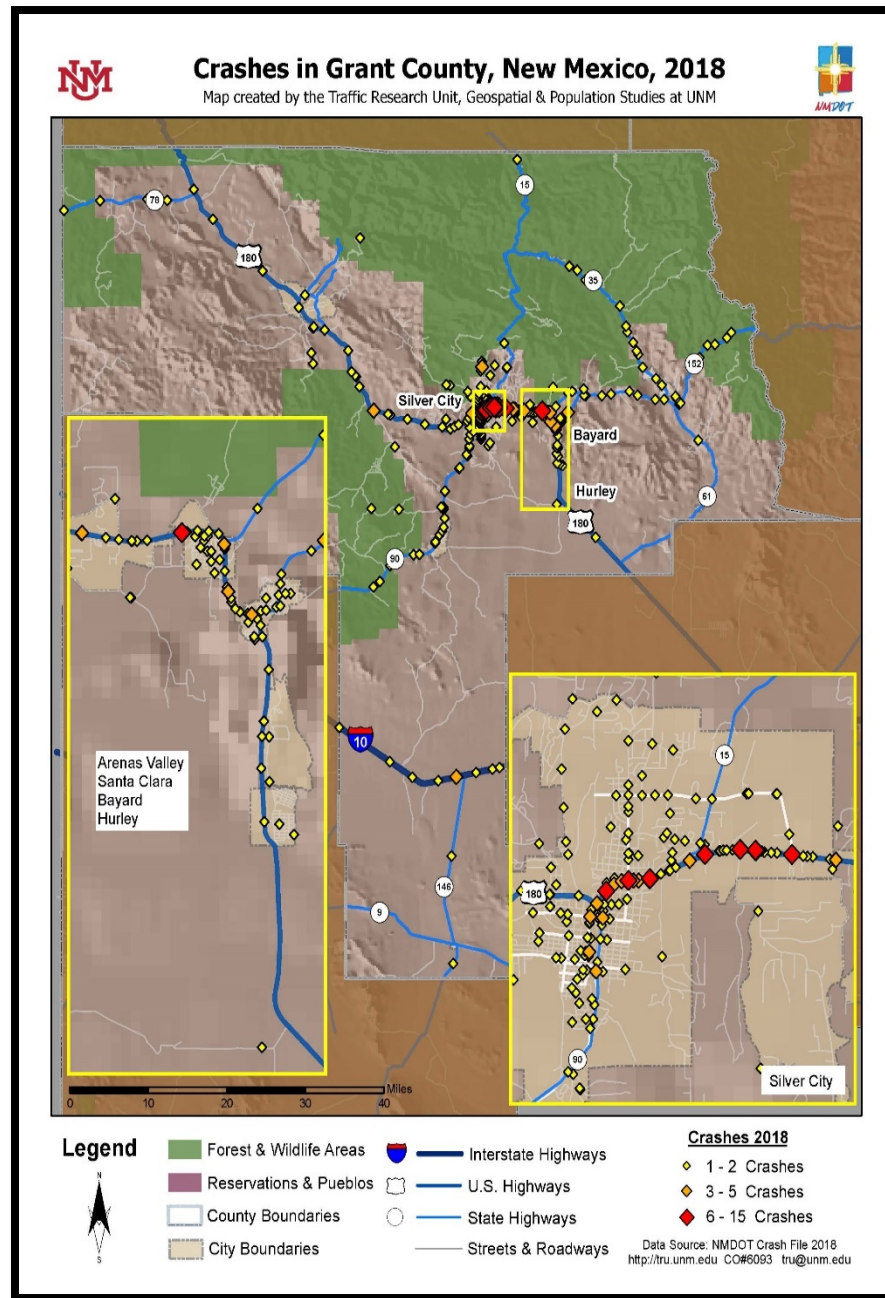 UNM
Crashes in Grant County, New Mexico, 2018
Map created by the Traffic Research Unit, Geospatial & Population Studies at UNM
NMDOT
15
78
180
35
152
Silver City
Bayard
Hurley
61
180
90
10
Arenas Valley
Santa Clara
Bayard
Hurley
15
146
9
180
90
Silver City
Miles
0 10 20 30 40
Legend
N
S
Forest & Wildlife Areas
Reservations & Pueblos
County Boundaries
City Boundaries
Interstate Highways
U.S. Highways
State Highways
Streets & Roadways
Crashes 2018
1 - 2 Crashes
3 - 5 Crashes
6 - 15 Crashes
Data Source: NMDOT Crash File 2018
http://tru.unm.edu CO#6093 tru@unm.edu